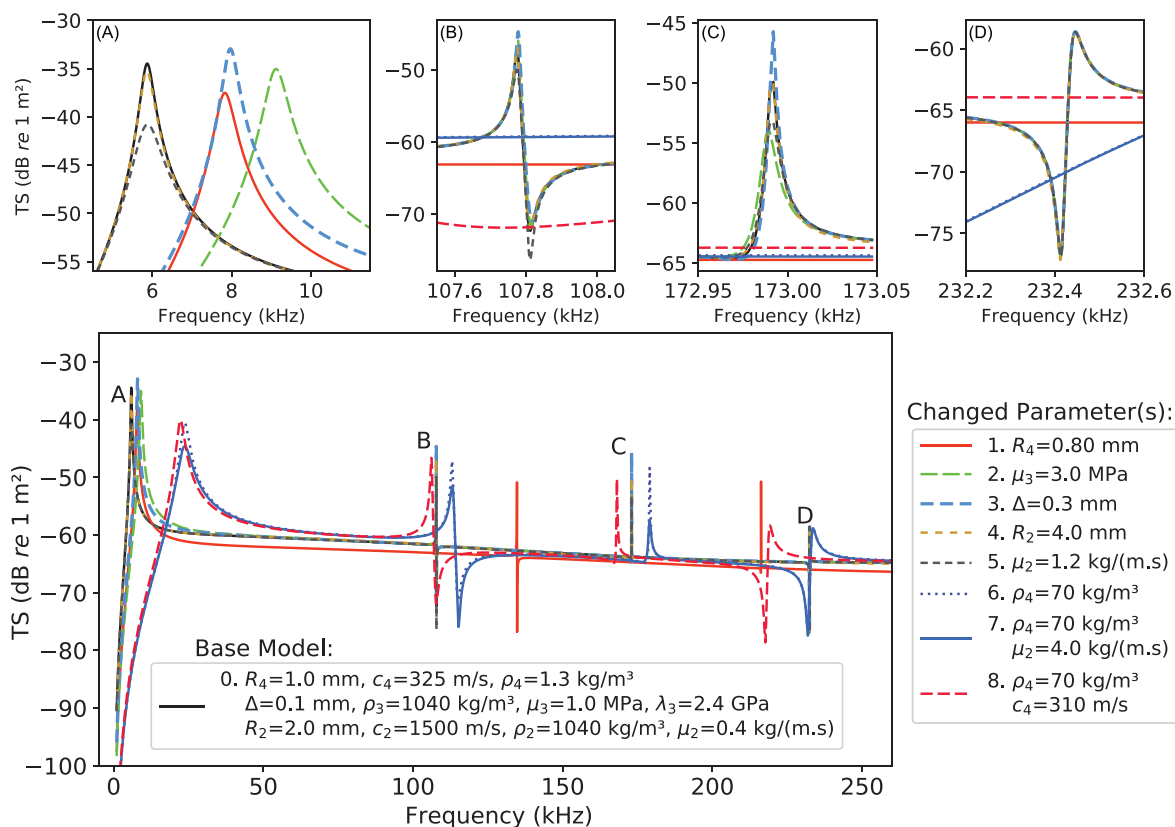 (A)
−30
−35
−40
−45
−50
−55
TS (dB re 1 m²)
6 8 10
Frequency (kHz)
(B)
−50
−60
−70
107.6 107.8 108.0
Frequency (kHz)
(C)
−45
−50
−55
−60
−65
172.95 173.00 173.05
Frequency (kHz)
(D)
−60
−65
−70
−75
232.2 232.4 232.6
Frequency (kHz)
−30
−40
−50
−60
−70
−80
−90
−100
TS (dB re 1 m²)
A
B
C
D
Base Model:
0. R₄=1.0 mm, c₄=325 m/s, ρ₄=1.3 kg/m³
Δ=0.1 mm, ρ₃=1040 kg/m³, μ₃=1.0 MPa, λ₃=2.4 GPa
R₂=2.0 mm, c₂=1500 m/s, ρ₂=1040 kg/m³, μ₂=0.4 kg/(m.s)
0 50 100 150 200 250
Frequency (kHz)
Changed Parameter(s):
1. R₄=0.80 mm
2. μ₃=3.0 MPa
3. Δ=0.3 mm
4. R₂=4.0 mm
5. μ₂=1.2 kg/(m.s)
6. ρ₄=70 kg/m³
7. ρ₄=70 kg/m³
μ₂=4.0 kg/(m.s)
8. ρ₄=70 kg/m³
c₄=310 m/s